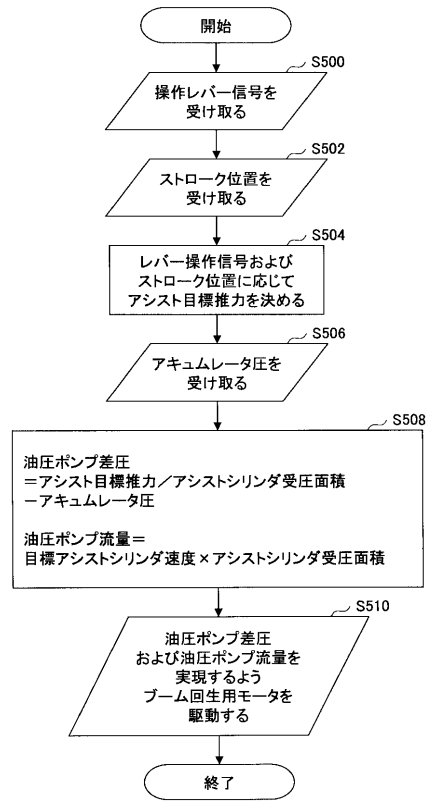 開始
S500
操作レバー信号を
受け取る
S502
ストローク位置を
受け取る
S504
レバー操作信号および
ストローク位置に応じて
アシスト目標推力を決める
S506
アキュムレータ圧を
受け取る
S508
油圧ポンプ差圧
=アシスト目標推力/アシストシリンダ受圧面積
−アキュムレータ圧
油圧ポンプ流量=
目標アシストシリンダ速度×アシストシリンダ受圧面積
S510
油圧ポンプ差圧
および油圧ポンプ流量を
実現するよう
ブーム回生用モータを
駆動する
終了